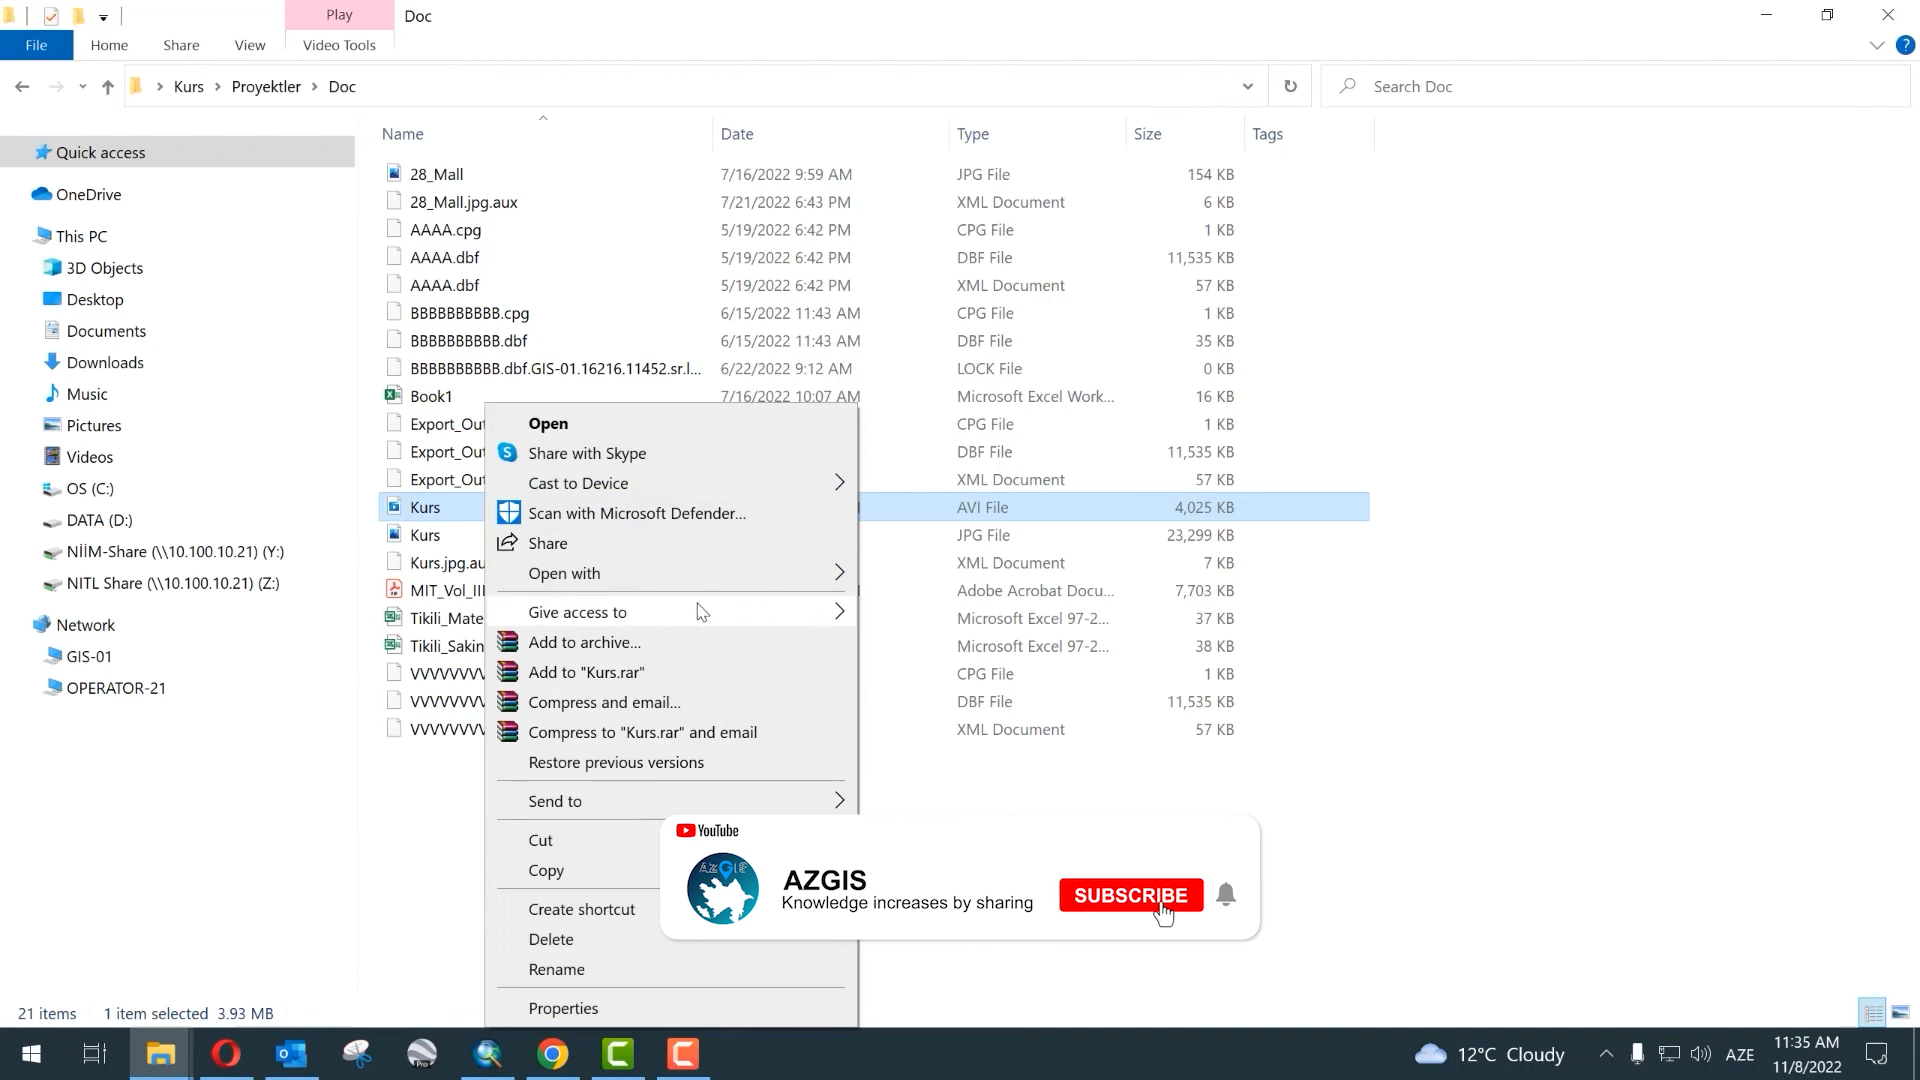 Play
Doc
File
Home
Share
View
Video Tools
?
Kurs
Proyektler
Doc
Search Doc
Name
Date
Type
Size
Tags
Quick access
OneDrive
This PC
3D Objects
Desktop
Documents
Downloads
Music
Pictures
Videos
OS (C:)
DATA (D:)
NİİM-Share (\\10.100.10.21) (Y:)
NITL Share (\\10.100.10.21) (Z:)
Network
GIS-01
OPERATOR-21
28_Mall 7/16/2022 9:59 AM JPG File 154 KB
28_Mall.jpg.aux 7/21/2022 6:43 PM XML Document 6 KB
AAAA.cpg 5/19/2022 6:42 PM CPG File 1 KB
AAAA.dbf 5/19/2022 6:42 PM DBF File 11,535 KB
AAAA.dbf 5/19/2022 6:42 PM XML Document 57 KB
BBBBBBBBBB.cpg 6/15/2022 11:43 AM CPG File 1 KB
BBBBBBBBBB.dbf 6/15/2022 11:43 AM DBF File 35 KB
BBBBBBBBBB.dbf.GIS-01.16216.11452.sr.l... 6/22/2022 9:12 AM LOCK File 0 KB
Book1 7/16/2022 10:07 AM Microsoft Excel Work... 16 KB
Export_Out CPG File 1 KB
Export_Out DBF File 11,535 KB
Export_Out XML Document 57 KB
Kurs AVI File 4,025 KB
Kurs JPG File 23,299 KB
Kurs.jpg.au XML Document 7 KB
MIT_Vol_III Adobe Acrobat Docu... 7,703 KB
Tikili_Mate Microsoft Excel 97-2... 37 KB
Tikili_Sakin Microsoft Excel 97-2... 38 KB
VVVVVVV CPG File 1 KB
VVVVVVV DBF File 11,535 KB
VVVVVVV XML Document 57 KB
Open
Share with Skype
Cast to Device
Scan with Microsoft Defender...
Share
Open with
Give access to
Add to archive...
Add to "Kurs.rar"
Compress and email...
Compress to "Kurs.rar" and email
Restore previous versions
Send to
Cut
Copy
Create shortcut
Delete
Rename
Properties
YouTube
AZGIS
AZGIS
Knowledge increases by sharing
SUBSCRIBE
21 items 1 item selected 3.93 MB
Pro
12°C Cloudy
AZE
11:35 AM
11/8/2022